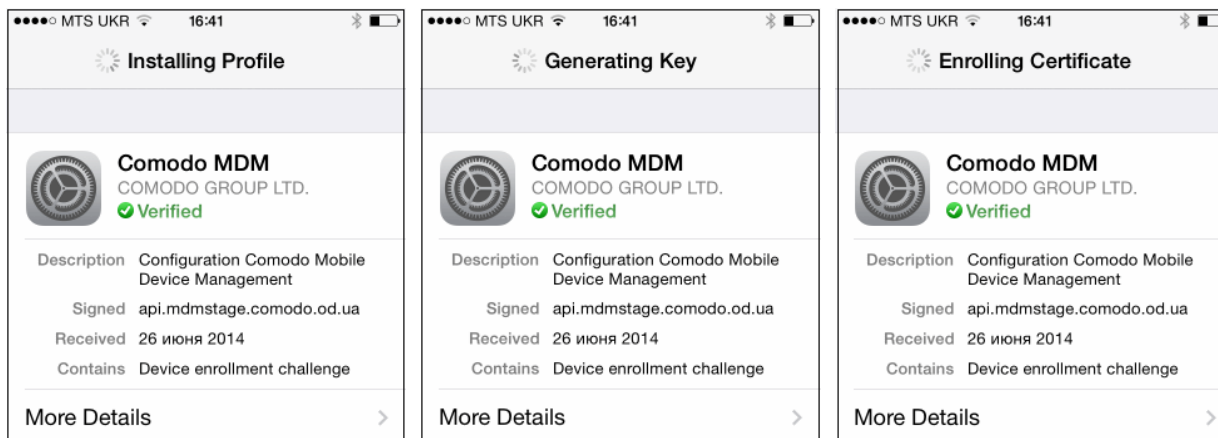 MTS UKR 16:41
Installing Profile
Comodo MDM
COMODO GROUP LTD.
Verified
Description Configuration Comodo Mobile
Device Management
Signed api.mdmstage.comodo.od.ua
Received 26 июня 2014
Contains Device enrollment challenge
More Details
MTS UKR 16:41
Generating Key
Comodo MDM
COMODO GROUP LTD.
Verified
Description Configuration Comodo Mobile
Device Management
Signed api.mdmstage.comodo.od.ua
Received 26 июня 2014
Contains Device enrollment challenge
More Details
MTS UKR 16:41
Enrolling Certificate
Comodo MDM
COMODO GROUP LTD.
Verified
Description Configuration Comodo Mobile
Device Management
Signed api.mdmstage.comodo.od.ua
Received 26 июня 2014
Contains Device enrollment challenge
More Details